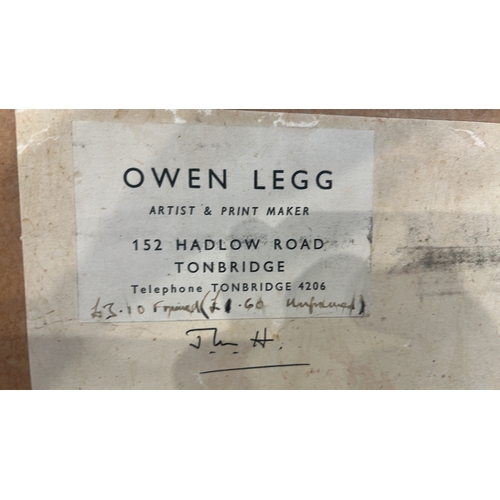 OWEN LEGG
ARTIST & PRINT MAKER
152 HADLOW ROAD
TONBRIDGE
Telephone TONBRIDGE 4206
£3.10 Framed (£1.60 Unframed)